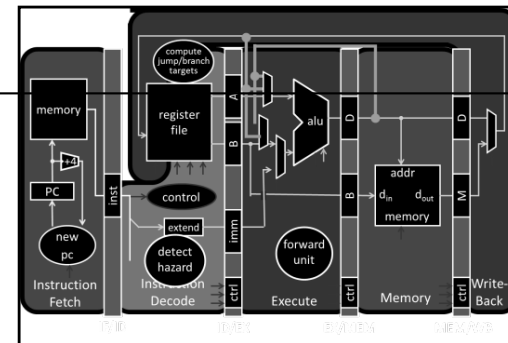 compute
jump/branch
targets
memory
register
file
A
B
alu
D
D
+4
PC
new
pc
inst
control
extend
imm
detect
hazard
forward
unit
B
addr
d_in d_out
memory
M
ctrl
ctrl
ctrl
Instruction
Fetch
Instruction
Decode
Execute
Memory
Write-
Back